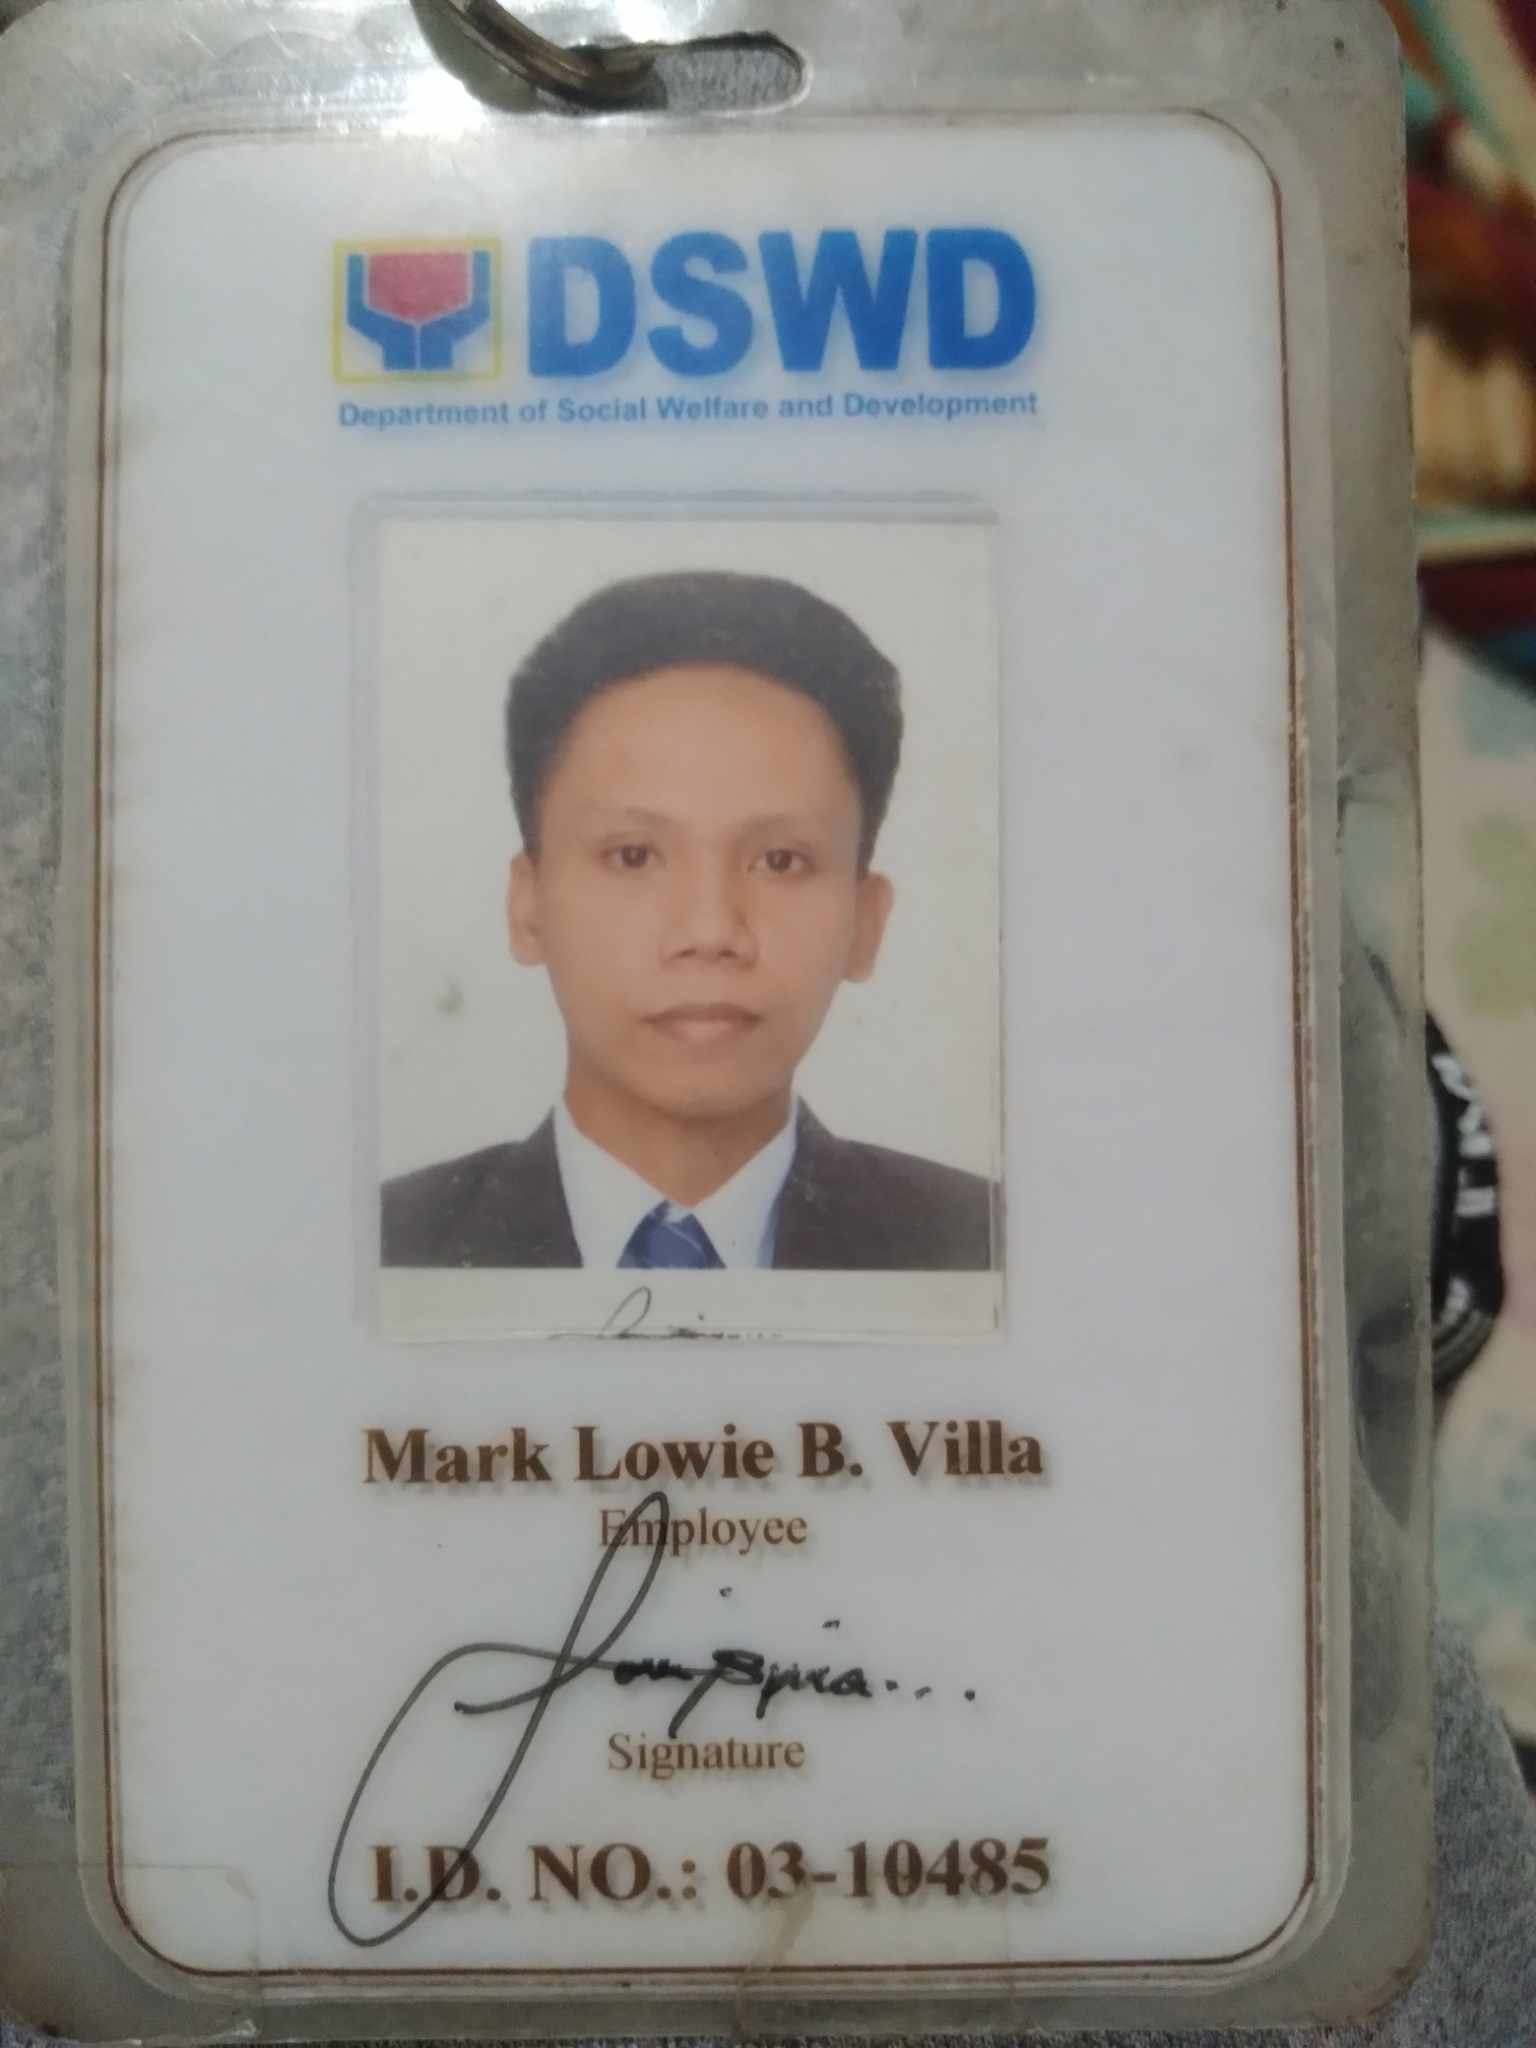 DSWD
Department of Social Welfare and Development
Mark Lowie B. Villa
Employee
Signature
I.D. NO.: 03-10485